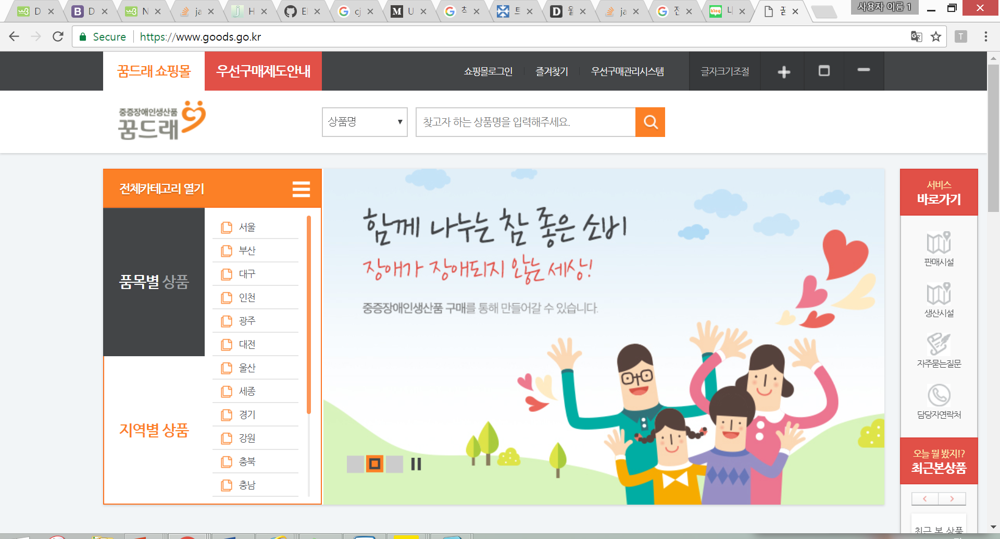 D
D
N
ja
H
El
cj
U
트
울
ja
전
나
꿈
사용자 이름 1
Secure
https://www.goods.go.kr
T
꿈드래 쇼핑몰
우선구매제도안내
쇼핑몰로그인
즐겨찾기
우선구매관리시스템
글자크기조절
중증장애인생산품
꿈드래
상품명
찾고자 하는 상품명을 입력해주세요.
전체카테고리 열기
품목별 상품
지역별 상품
서울
부산
대구
인천
광주
대전
울산
세종
경기
강원
충북
충남
함께 나누는 참 좋은 소비
장애가 장애되지 않는 세상!
중증장애인생산품 구매를 통해 만들어갈 수 있습니다.
서비스
바로가기
판매시설
생산시설
자주묻는질문
담당자연락처
오늘 뭘 봤지!?
최근본상품
최근 본 상품